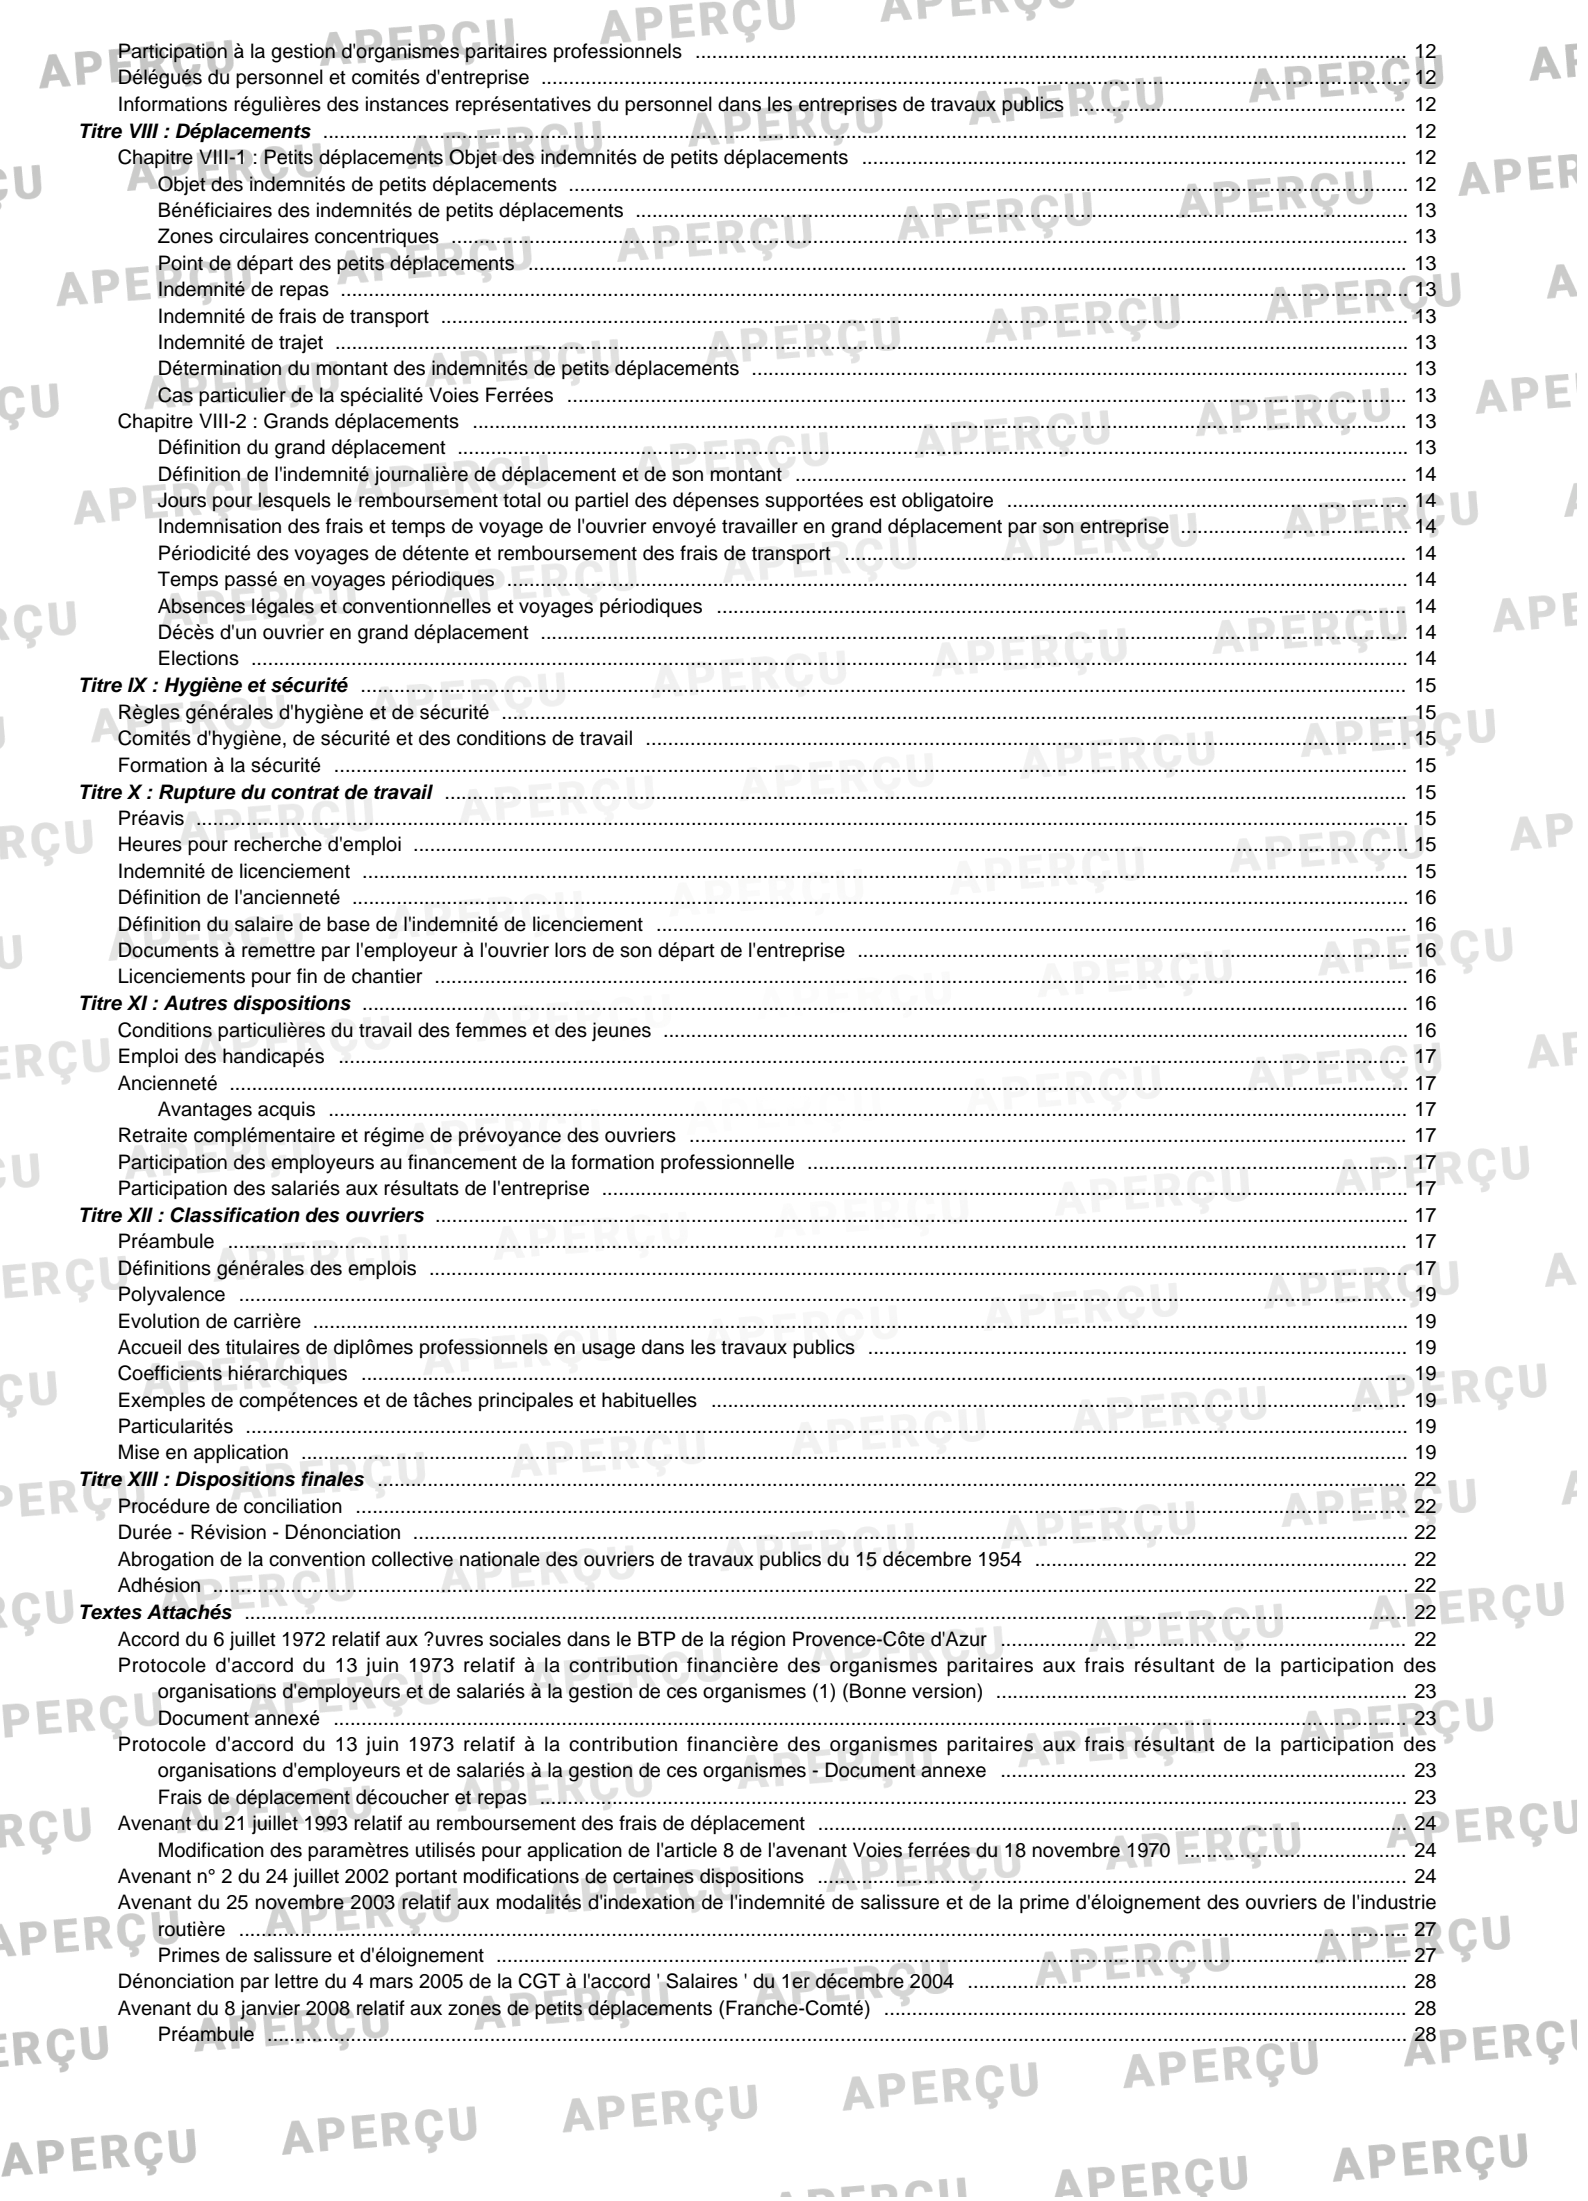 Participation à la gestion d'organismes paritaires professionnels ... 12
Délégués du personnel et comités d'entreprise ... 12
Informations régulières des instances représentatives du personnel dans les entreprises de travaux publics ... 12
Titre VIII : Déplacements ... 12
Chapitre VIII-1 : Petits déplacements Objet des indemnités de petits déplacements ... 12
Objet des indemnités de petits déplacements ... 12
Bénéficiaires des indemnités de petits déplacements ... 13
Zones circulaires concentriques ... 13
Point de départ des petits déplacements ... 13
Indemnité de repas ... 13
Indemnité de frais de transport ... 13
Indemnité de trajet ... 13
Détermination du montant des indemnités de petits déplacements ... 13
Cas particulier de la spécialité Voies Ferrées ... 13
Chapitre VIII-2 : Grands déplacements ... 13
Définition du grand déplacement ... 13
Définition de l'indemnité journalière de déplacement et de son montant ... 14
Jours pour lesquels le remboursement total ou partiel des dépenses supportées est obligatoire ... 14
Indemnisation des frais et temps de voyage de l'ouvrier envoyé travailler en grand déplacement par son entreprise ... 14
Périodicité des voyages de détente et remboursement des frais de transport ... 14
Temps passé en voyages périodiques ... 14
Absences légales et conventionnelles et voyages périodiques ... 14
Décès d'un ouvrier en grand déplacement ... 14
Elections ... 14
Titre IX : Hygiène et sécurité ... 15
Règles générales d'hygiène et de sécurité ... 15
Comités d'hygiène, de sécurité et des conditions de travail ... 15
Formation à la sécurité ... 15
Titre X : Rupture du contrat de travail ... 15
Préavis ... 15
Heures pour recherche d'emploi ... 15
Indemnité de licenciement ... 15
Définition de l'ancienneté ... 16
Définition du salaire de base de l'indemnité de licenciement ... 16
Documents à remettre par l'employeur à l'ouvrier lors de son départ de l'entreprise ... 16
Licenciements pour fin de chantier ... 16
Titre XI : Autres dispositions ... 16
Conditions particulières du travail des femmes et des jeunes ... 16
Emploi des handicapés ... 17
Ancienneté ... 17
Avantages acquis ... 17
Retraite complémentaire et régime de prévoyance des ouvriers ... 17
Participation des employeurs au financement de la formation professionnelle ... 17
Participation des salariés aux résultats de l'entreprise ... 17
Titre XII : Classification des ouvriers ... 17
Préambule ... 17
Définitions générales des emplois ... 17
Polyvalence ... 19
Evolution de carrière ... 19
Accueil des titulaires de diplômes professionnels en usage dans les travaux publics ... 19
Coefficients hiérarchiques ... 19
Exemples de compétences et de tâches principales et habituelles ... 19
Particularités ... 19
Mise en application ... 19
Titre XIII : Dispositions finales ... 22
Procédure de conciliation ... 22
Durée - Révision - Dénonciation ... 22
Abrogation de la convention collective nationale des ouvriers de travaux publics du 15 décembre 1954 ... 22
Adhésion ... 22
Textes Attachés ... 22
Accord du 6 juillet 1972 relatif aux ?uvres sociales dans le BTP de la région Provence-Côte d'Azur ... 22
Protocole d'accord du 13 juin 1973 relatif à la contribution financière des organismes paritaires aux frais résultant de la participation des
organisations d'employeurs et de salariés à la gestion de ces organismes (1) (Bonne version) ... 23
Document annexé ... 23
Protocole d'accord du 13 juin 1973 relatif à la contribution financière des organismes paritaires aux frais résultant de la participation des
organisations d'employeurs et de salariés à la gestion de ces organismes - Document annexe ... 23
Frais de déplacement découcher et repas ... 23
Avenant du 21 juillet 1993 relatif au remboursement des frais de déplacement ... 24
Modification des paramètres utilisés pour application de l'article 8 de l'avenant Voies ferrées du 18 novembre 1970 ... 24
Avenant n° 2 du 24 juillet 2002 portant modifications de certaines dispositions ... 24
Avenant du 25 novembre 2003 relatif aux modalités d'indexation de l'indemnité de salissure et de la prime d'éloignement des ouvriers de l'industrie
routière ... 27
Primes de salissure et d'éloignement ... 27
Dénonciation par lettre du 4 mars 2005 de la CGT à l'accord ' Salaires ' du 1er décembre 2004 ... 28
Avenant du 8 janvier 2008 relatif aux zones de petits déplacements (Franche-Comté) ... 28
Préambule ... 28
APERÇU